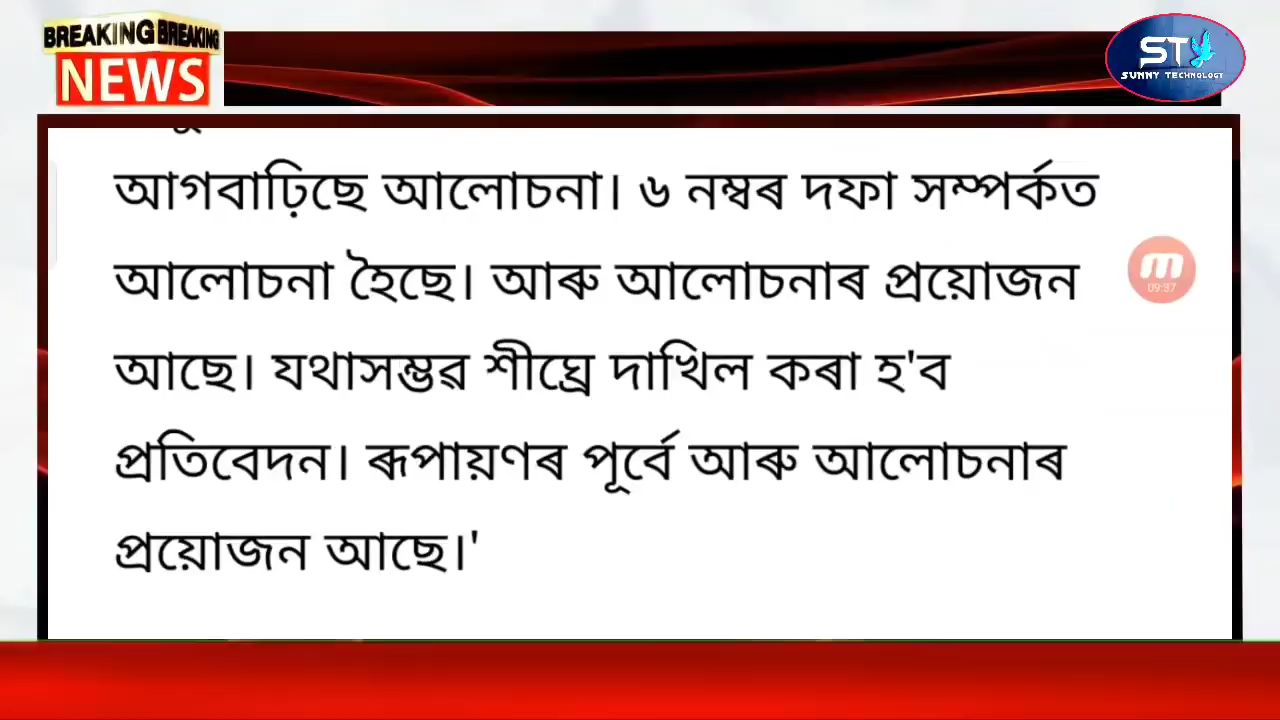 BREAKING BREAKING
NEWS
ST
SUNNY TECHNOLOGY
আগবাঢ়িছে আলোচনা। ৬ নম্বৰ দফা সম্পৰ্কত
আলোচনা হৈছে। আৰু আলোচনাৰ প্ৰয়োজন
09:37
আছে। যথাসম্ভৱ শীঘ্ৰে দাখিল কৰা হ'ব
প্ৰতিবেদন। ৰূপায়ণৰ পূৰ্বে আৰু আলোচনাৰ
প্ৰয়োজন আছে।'